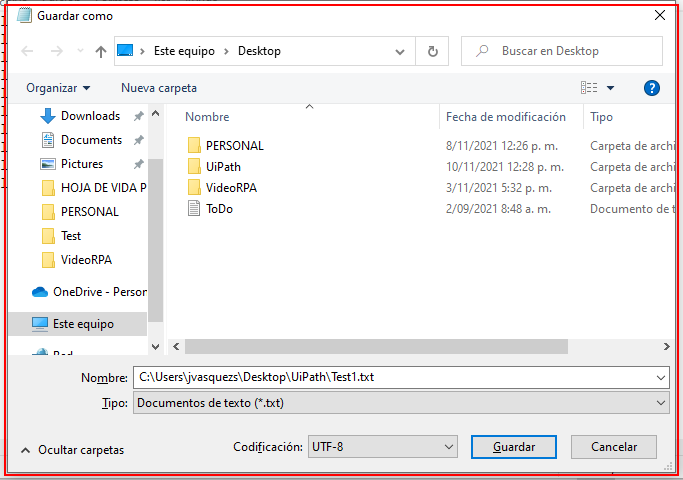 Guardar como
Este equipo > Desktop
Buscar en Desktop
Organizar
Nueva carpeta
?
Downloads
Documents
Pictures
HOJA DE VIDA P
PERSONAL
Test
VideoRPA
OneDrive - Person
Este equipo
Nombre Fecha de modificación Tipo
PERSONAL 8/11/2021 12:26 p. m. Carpeta de archi
UiPath 10/11/2021 12:28 p. m. Carpeta de archi
VideoRPA 3/11/2021 5:32 p. m. Carpeta de archi
ToDo 2/09/2021 8:48 a. m. Documento de t
Nombre: C:\Users\jvasquezs\Desktop\UiPath\Test1.txt
Tipo: Documentos de texto (*.txt)
Ocultar carpetas
Codificación: UTF-8
Guardar
Cancelar